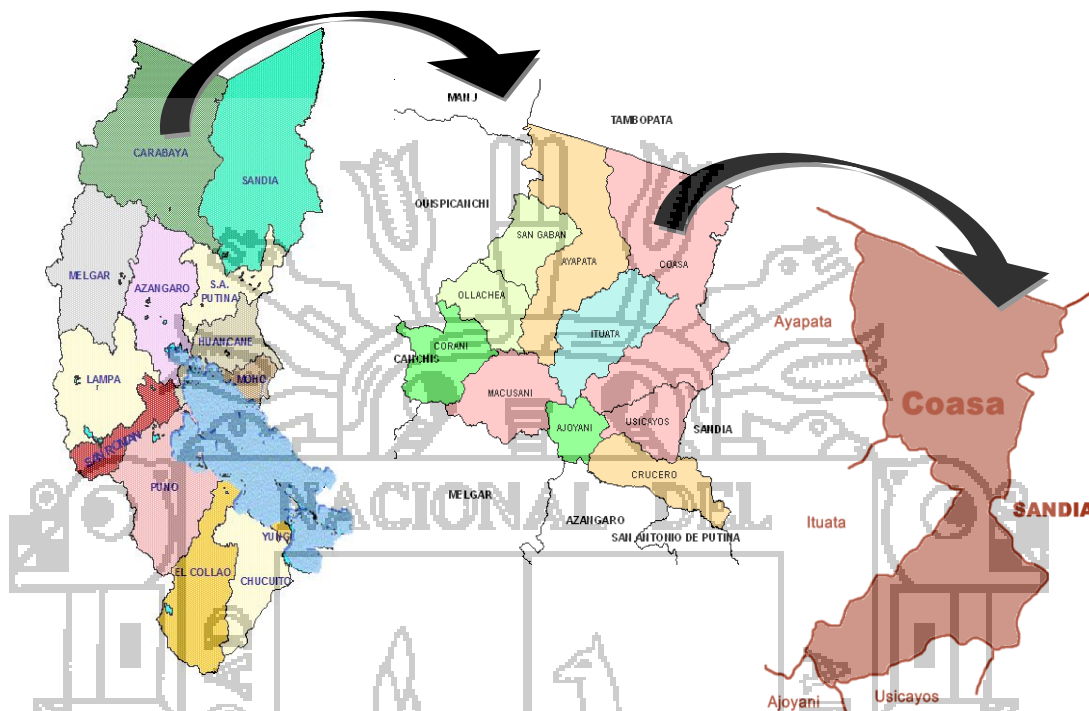 CARABAYA
SANDIA
MELGAR
AZANGARO
S.A.
PUTINA
HUANCANE
MOHO
LAMPA
SAN ROMAN
PUNO
YUNG
EL COLLAO
CHUCUITO
MANJ
TAMBOPATA
QUISPICANCHI
SAN GABAN
AYAPATA
COASA
OLLACHEA
ITUATA
CORANI
CANCHIS
MACUSANI
AJOYANI
USICAYOS
SANDIA
CRUCERO
MELGAR
AZANGARO
SAN ANTONIO DE PUTINA
Ayapata
Coasa
Ituata
SANDIA
Ajoyani
Usicayos
NACIONAL DEL